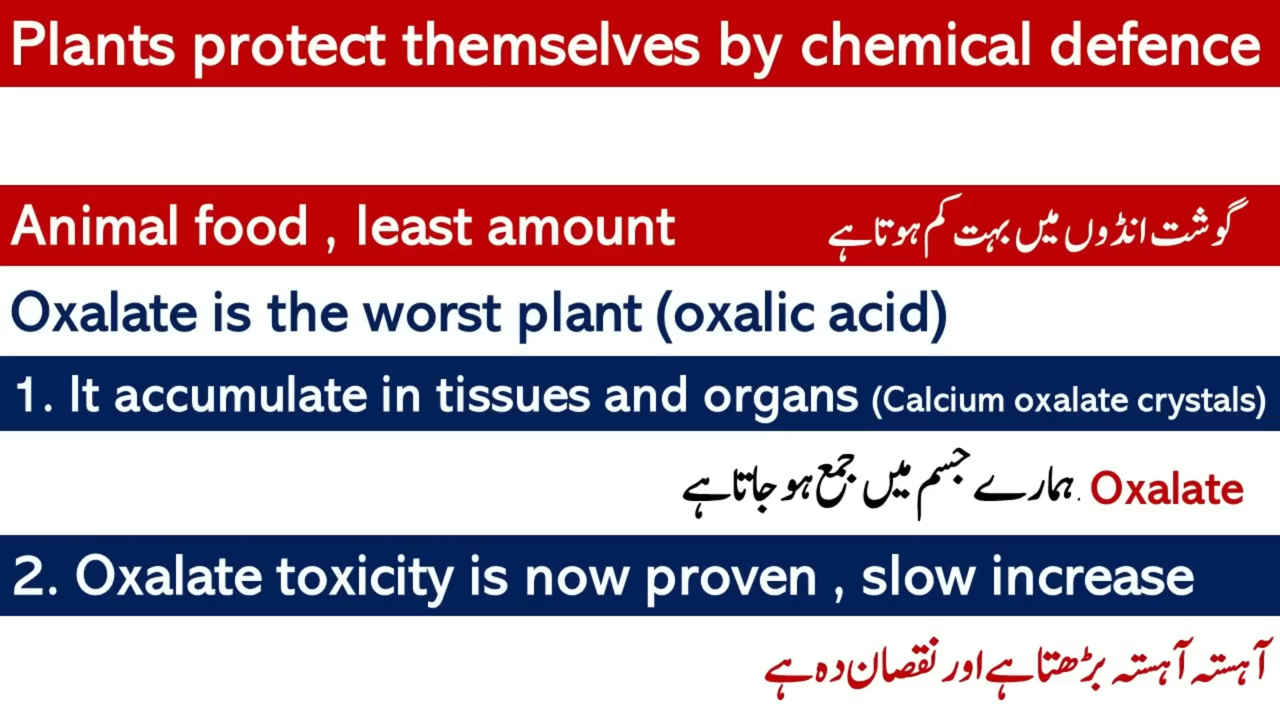 Plants protect themselves by chemical defence
Animal food , least amount گوشت انڈوں میں بہت کم ہوتا ہے
Oxalate is the worst plant (oxalic acid)
1. It accumulate in tissues and organs (Calcium oxalate crystals)
Oxalate . ہمارے جسم میں جمع ہو جاتا ہے
2. Oxalate toxicity is now proven , slow increase
آہستہ آہستہ بڑھتا ہے اور نقصان دہ ہے